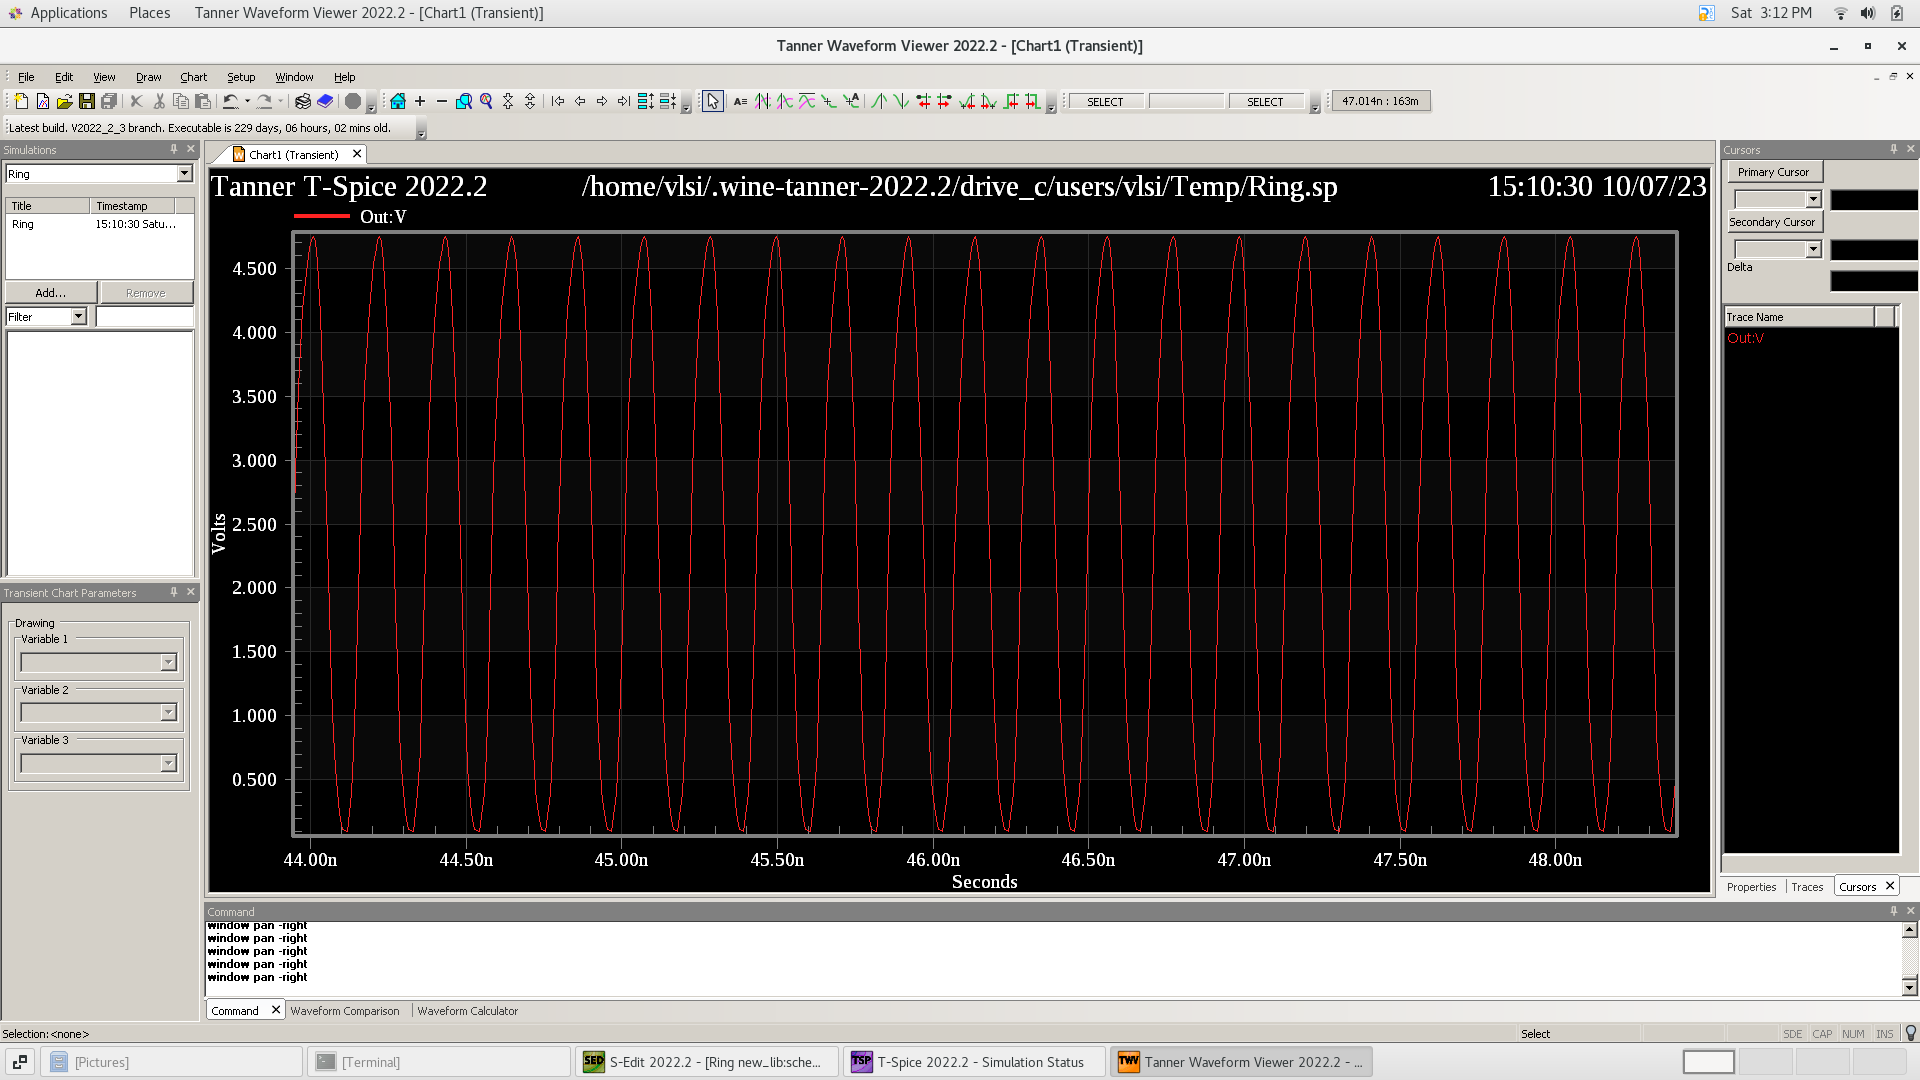 Applications Places Tanner Waveform Viewer 2022.2 - [Chart1 (Transient)] Sat 3:12 PM
Tanner Waveform Viewer 2022.2 - [Chart1 (Transient)]
File Edit View Draw Chart Setup Window Help
A= SELECT SELECT 47.014n : 163m
Latest build. V2022_2_3 branch. Executable is 229 days, 06 hours, 02 mins old.
Simulations
Ring
Title Timestamp
Ring 15:10:30 Satu...
Add... Remove
Filter
Transient Chart Parameters
Drawing
Variable 1
Variable 2
Variable 3
Chart1 (Transient)
Tanner T-Spice 2022.2 /home/vlsi/.wine-tanner-2022.2/drive_c/users/vlsi/Temp/Ring.sp 15:10:30 10/07/23
Out:V
4.500
4.000
3.500
3.000
2.500
2.000
1.500
1.000
0.500
Volts
44.00n 44.50n 45.00n 45.50n 46.00n 46.50n 47.00n 47.50n 48.00n
Seconds
Cursors
Primary Cursor
Secondary Cursor
Delta
Trace Name
Out:V
Properties Traces Cursors
Command
window pan -right
window pan -right
window pan -right
window pan -right
window pan -right
Command Waveform Comparison Waveform Calculator
Selection: <none> Select SDE CAP NUM INS
[Pictures] [Terminal] SED S-Edit 2022.2 - [Ring new_lib:sche... TSP T-Spice 2022.2 - Simulation Status TWV Tanner Waveform Viewer 2022.2 - ...